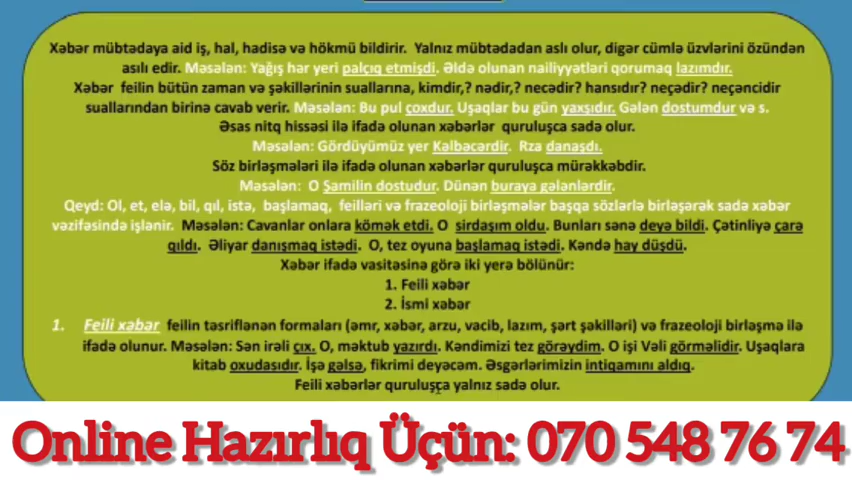 Xəbər mübtədaya aid iş, hal, hadisə və hökmü bildirir. Yalnız mübtədadan aslı olur, digər cümlə üzvlərini özündən
asılı edir. Məsələn: Yağış hər yeri palçıq etmişdi. Əldə olunan nailiyyətləri qorumaq lazımdır.
Xəbər feilin bütün zaman və şəkillərinin suallarına, kimdir,? nədir,? necədir? hansıdır? neçədir? neçəncidir
suallarından birinə cavab verir. Məsələn: Bu pul çoxdur. Uşaqlar bu gün yaxşıdır. Gələn dostumdur və s.
Əsas nitq hissəsi ilə ifadə olunan xəbərlər quruluşca sadə olur.
Məsələn: Gördüyümüz yer Kəlbəcərdir. Rza danaşdı.
Söz birləşmələri ilə ifadə olunan xəbərlər quruluşca mürəkkəbdir.
Məsələn: O Şamilin dostudur. Dünən buraya gələnlərdir.
Qeyd: Ol, et, elə, bil, qıl, istə, başlamaq, feilləri və frazeoloji birləşmələr başqa sözlərlə birləşərək sadə xəbər
vəzifəsində işlənir. Məsələn: Cavanlar onlara kömək etdi. O sirdaşım oldu. Bunları sənə deyə bildi. Çətinliyə çarə
qıldı. Əliyar danışmaq istədi. O, tez oyuna başlamaq istədi. Kəndə hay düşdü.
Xəbər ifadə vasitəsinə görə iki yerə bölünür:
1. Feili xəbər
2. İsmi xəbər
1. Feili xəbər feilin təsriflənən formaları (əmr, xəbər, arzu, vacib, lazım, şərt şəkilləri) və frazeoloji birləşmə ilə
ifadə olunur. Məsələn: Sən irəli çıx. O, məktub yazırdı. Kəndimizi tez görəydim. O işi Vəli görməlidir. Uşaqlara
kitab oxudasıdır. İşə gəlsə, fikrimi deyəcəm. Əsgərlərimizin intiqamını aldıq.
Feili xəbərlər quruluşca yalnız sadə olur.
Online Hazırlıq Üçün: 070 548 76 74